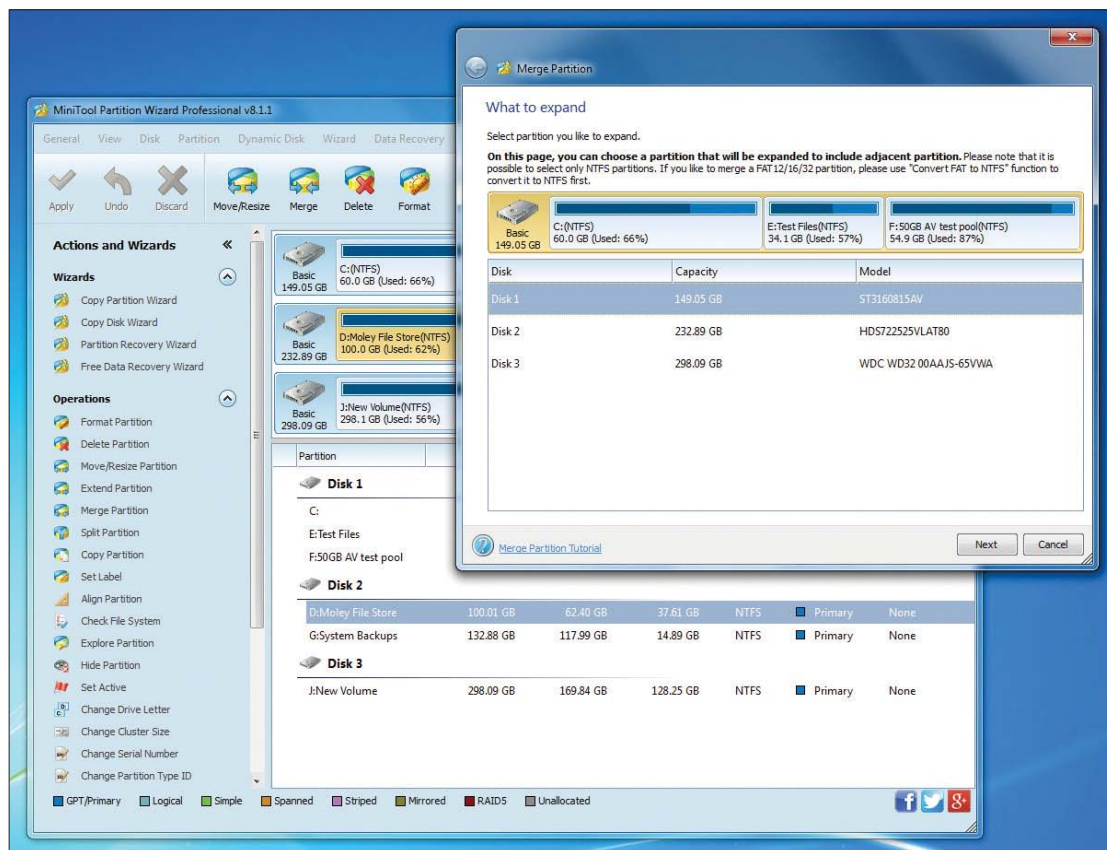 MiniTool Partition Wizard Professional v8.1.1
General View Disk Partition Dynamic Disk Wizard Data Recovery
Apply Undo Discard Move/Resize Merge Delete Format
Actions and Wizards
Wizards
Copy Partition Wizard
Copy Disk Wizard
Partition Recovery Wizard
Free Data Recovery Wizard
Operations
Format Partition
Delete Partition
Move/Resize Partition
Extend Partition
Merge Partition
Split Partition
Copy Partition
Set Label
Align Partition
Check File System
Explore Partition
Hide Partition
Set Active
Change Drive Letter
Change Cluster Size
Change Serial Number
Change Partition Type ID
Basic
149.05 GB
C:(NTFS)
60.0 GB (Used: 66%)
Basic
232.89 GB
D:Moley File Store(NTFS)
100.0 GB (Used: 62%)
Basic
298.09 GB
J:New Volume(NTFS)
298.1 GB (Used: 56%)
Partition
Disk 1
C:
E:Test Files
F:50GB AV test pool
Disk 2
D:Moley File Store 100.01 GB 62.40 GB 37.61 GB NTFS Primary None
G:System Backups 132.88 GB 117.99 GB 14.89 GB NTFS Primary None
Disk 3
J:New Volume 298.09 GB 169.84 GB 128.25 GB NTFS Primary None
GPT/Primary Logical Simple Spanned Striped Mirrored RAID5 Unallocated
Merge Partition
What to expand
Select partition you like to expand.
On this page, you can choose a partition that will be expanded to include adjacent partition. Please note that it is
possible to select only NTFS partitions. If you like to merge a FAT12/16/32 partition, please use "Convert FAT to NTFS" function to
convert it to NTFS first.
Basic
149.05 GB
C:(NTFS)
60.0 GB (Used: 66%)
E:Test Files(NTFS)
34.1 GB (Used: 57%)
F:50GB AV test pool(NTFS)
54.9 GB (Used: 87%)
Disk Capacity Model
Disk 1 149.05 GB ST3160815AV
Disk 2 232.89 GB HDS722525VLAT80
Disk 3 298.09 GB WDC WD32 00AAJS-65VWA
Merge Partition Tutorial
Next Cancel